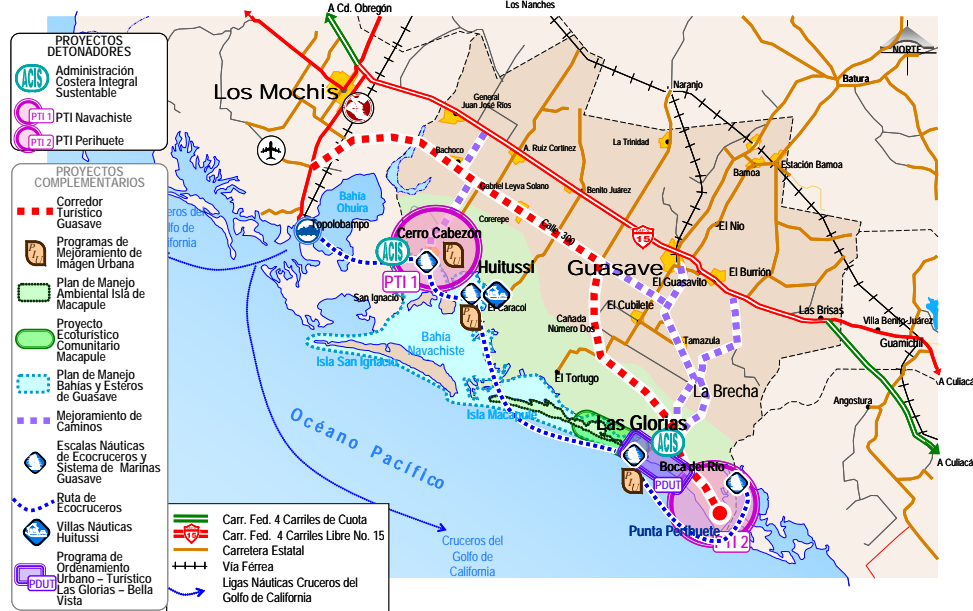 A Cd. Obregón
Los Nanches
NORTE
PROYECTOS
DETONADORES
ACIS
Administración
Costera Integral
Sustentable
PTI 1
PTI Navachiste
PTI 2
PTI Perihuete
PROYECTOS
COMPLEMENTARIOS
Corredor
Turístico
Guasave
Programas de
Mejoramiento de
Imágen Urbana
Plan de Manejo
Ambiental Isla de
Macapule
Proyecto
Ecoturístico
Comunitario
Macapule
Plan de Manejo
Bahías y Esteros
de Guasave
Mejoramiento de
Caminos
Escalas Náuticas
de Ecocruceros y
Sistema de Marinas
Guasave
Ruta de
Ecocruceros
Villas Náuticas
Huitussi
Programa de
Ordenamiento
Urbano – Turístico
Las Glorias – Bella
Vista
PDUT
Los Mochis
General
Juan José Ríos
Naranjo
Batura
Bachoco
A. Ruiz Cortinez
La Trinidad
Bamoa
Estación Bamoa
Gabriel Leyva Solano
Benito Juárez
Bahía
Ohuira
Topolobampo
Cerro Cabezón
Corerepe
Calle 300
15
El Nio
ACIS
PTI 1
Huitussi
Guasave
El Guasavito
El Burrión
San Ignacio
El Caracol
El Cubilete
Cañada
Número Dos
Las Brisas
Villa Benito Juárez
Guamichil
Bahía
Navachiste
Tamazula
Isla San Ignacio
El Tortugo
La Brecha
A Culiacá
Angostura
Isla Macapule
Las Glorias
ACIS
Océano Pacífico
Boca del Río
PDUT
A Culiacá
Punta Perihuete
Cruceros del
Golfo de
California
Carr. Fed. 4 Carriles de Cuota
15
Carr. Fed. 4 Carriles Libre No. 15
Carretera Estatal
Vía Férrea
Ligas Náuticas Cruceros del
Golfo de California